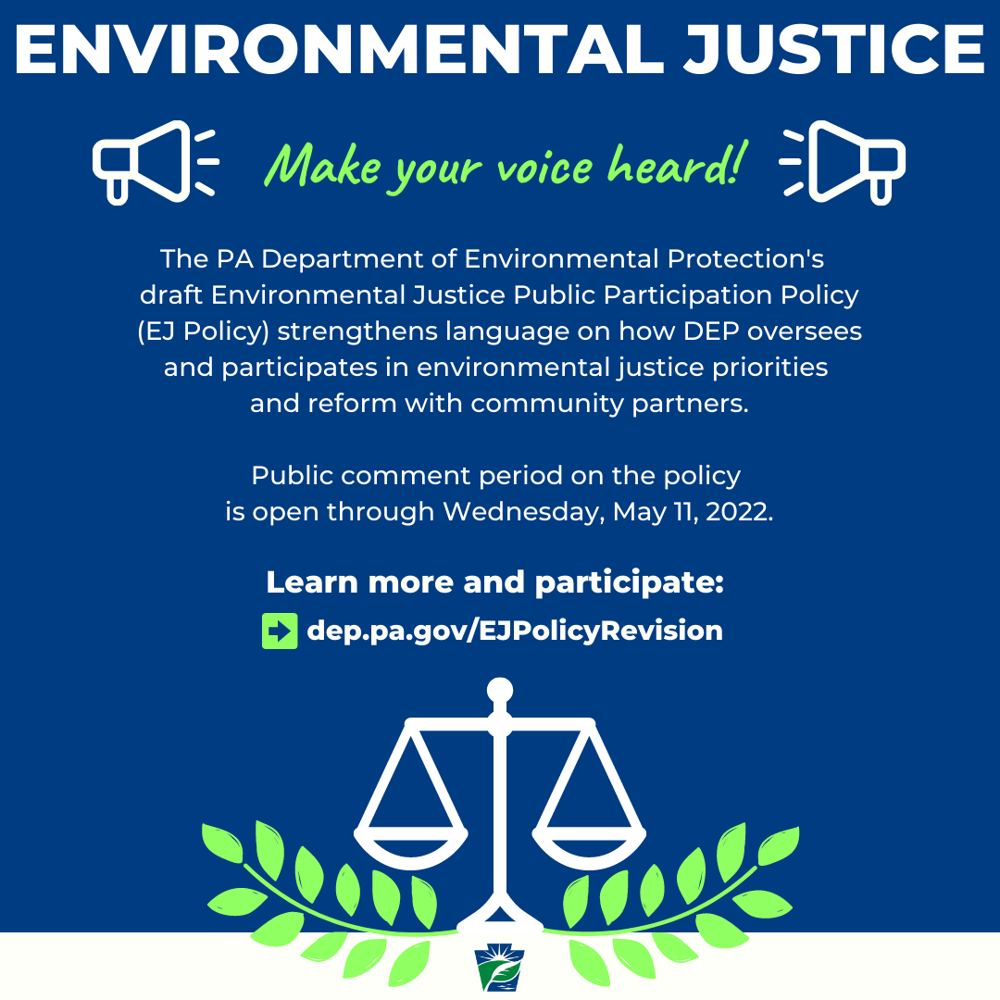 ENVIRONMENTAL JUSTICE
Make your voice heard!
The PA Department of Environmental Protection's
draft Environmental Justice Public Participation Policy
(EJ Policy) strengthens language on how DEP oversees
and participates in environmental justice priorities
and reform with community partners.
Public comment period on the policy
is open through Wednesday, May 11, 2022.
Learn more and participate:
dep.pa.gov/EJPolicyRevision